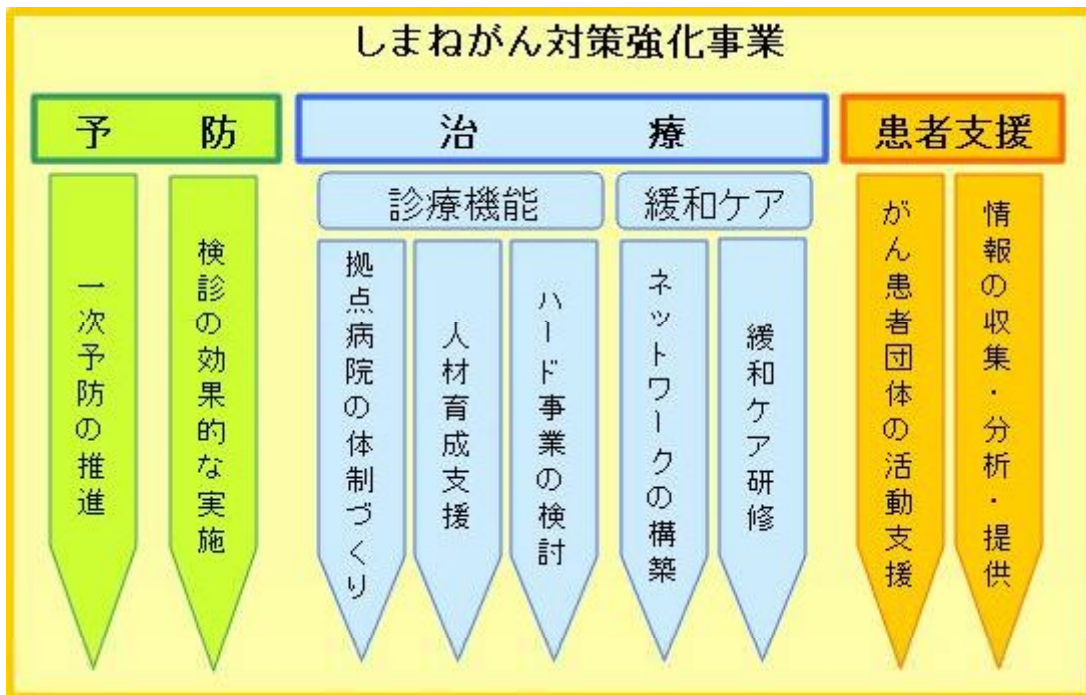 しまねがん対策強化事業
予防
一次予防の推進
検診の効果的な実施
治療
診療機能
拠点病院の体制づくり
人材育成支援
ハード事業の検討
緩和ケア
ネットワークの構築
緩和ケア研修
患者支援
がん患者団体の活動支援
情報の収集・分析・提供